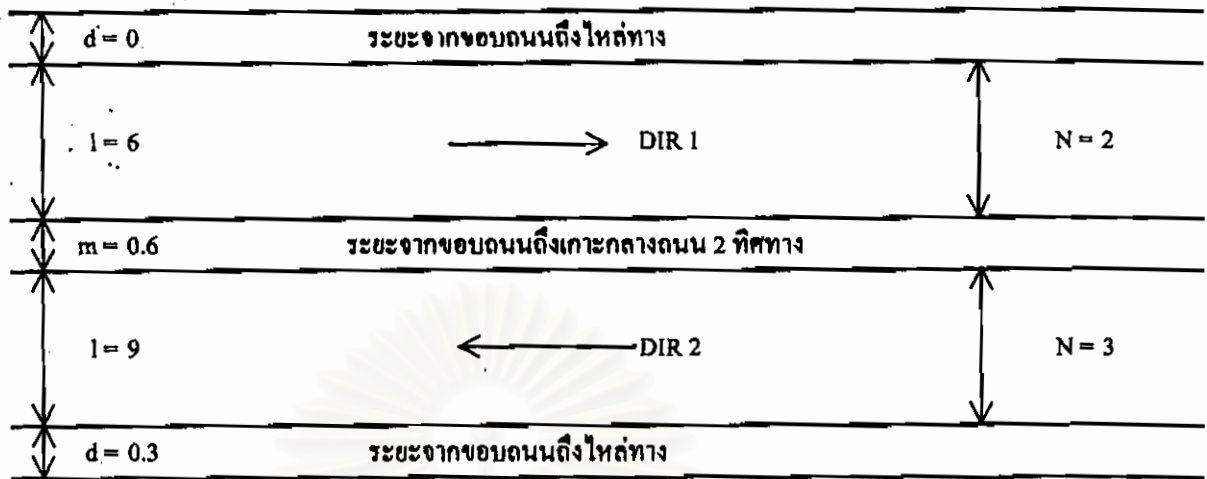 d = 0 ระยะจากขอบถนนถึงไหล่ทาง
l = 6 DIR 1 N = 2
m = 0.6 ระยะจากขอบถนนถึงเกาะกลางถนน 2 ทิศทาง
l = 9 DIR 2 N = 3
d = 0.3 ระยะจากขอบถนนถึงไหล่ทาง